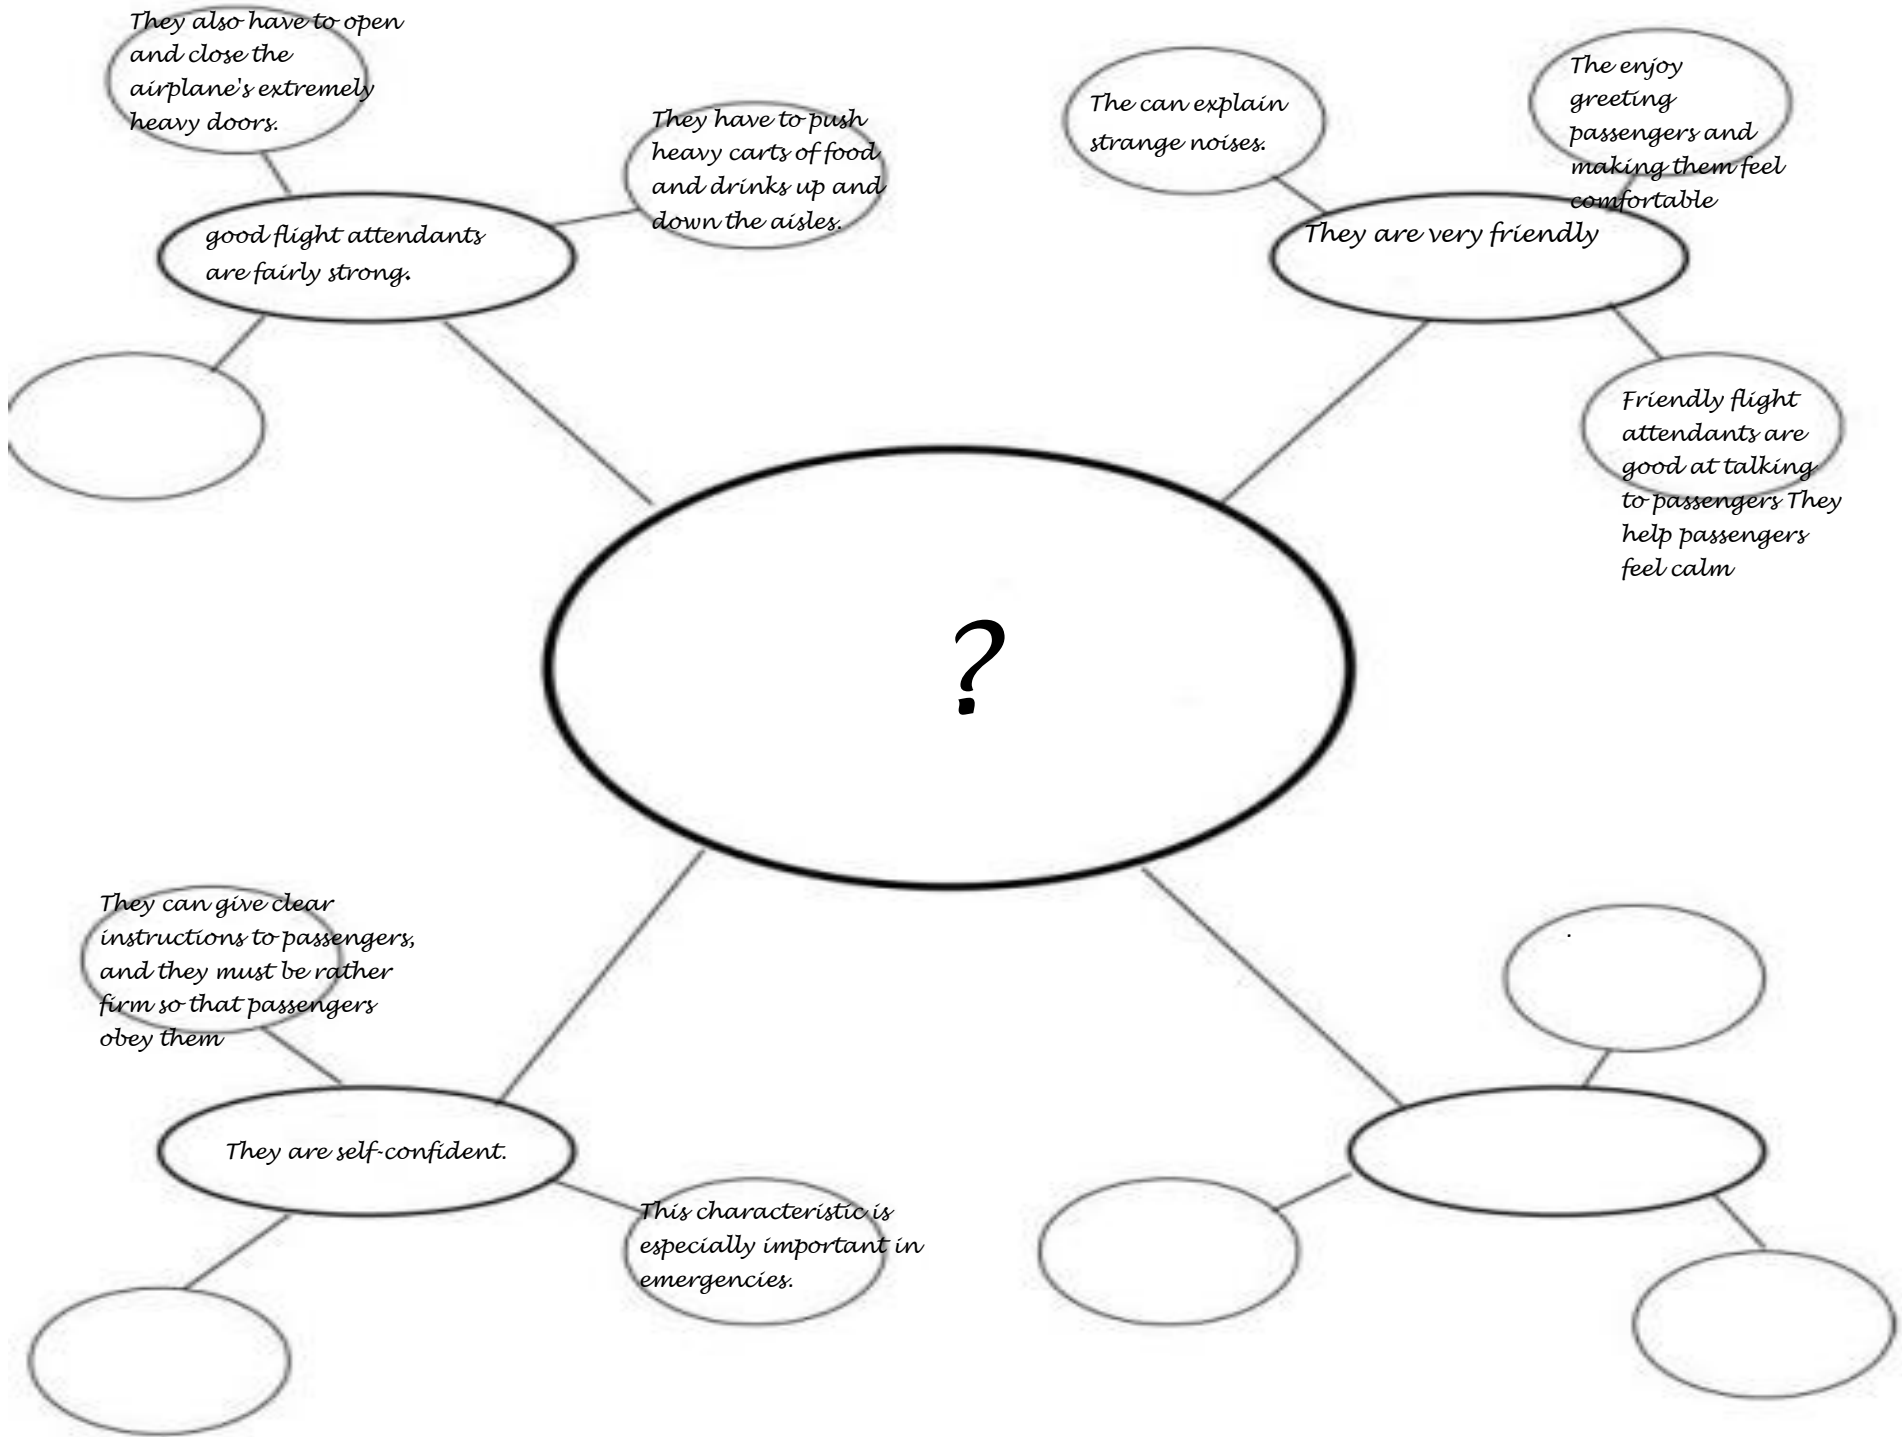 They also have to open
and close the
airplane's extremely
heavy doors.
They have to push
heavy carts of food
and drinks up and
down the aisles.
good flight attendants
are fairly strong.
The can explain
strange noises.
The enjoy
greeting
passengers and
making them feel
comfortable
They are very friendly
Friendly flight
attendants are
good at talking
to passengers They
help passengers
feel calm
?
They can give clear
instructions to passengers,
and they must be rather
firm so that passengers
obey them
They are self-confident.
This characteristic is
especially important in
emergencies.
.